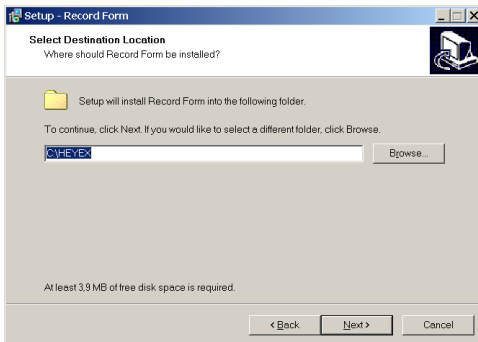 Setup - Record Form
Select Destination Location
Where should Record Form be installed?
Setup will install Record Form into the following folder.
To continue, click Next. If you would like to select a different folder, click Browse.
C:\HEYEX
Browse...
At least 3,9 MB of free disk space is required.
< Back
Next >
Cancel